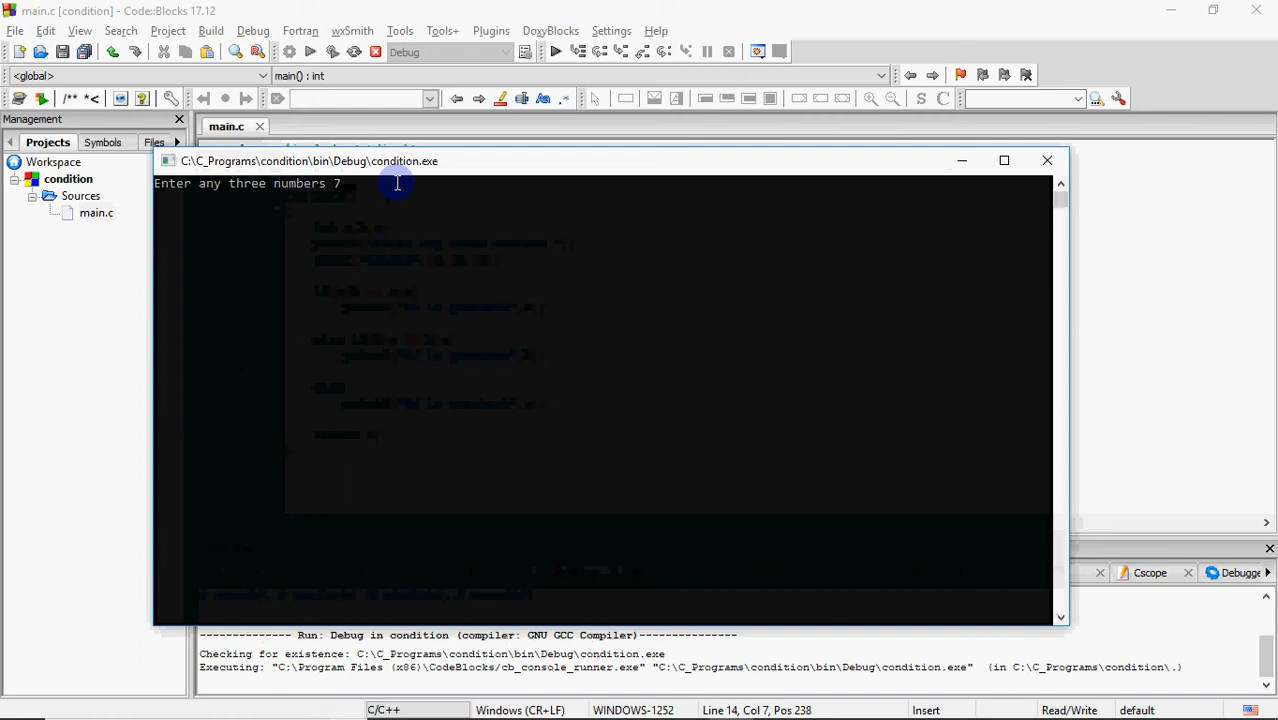 main.c [condition] - Code::Blocks 17.12
File Edit View Search Project Build Debug Fortran wxSmith Tools Tools+ Plugins DoxyBlocks Settings Help
Debug
<global> main() : int
/** *<
S C
Management
main.c
Projects Symbols Files
C:\C_Programs\condition\bin\Debug\condition.exe
Workspace
Enter any three numbers 7
condition
Sources
main.c
Cscope Debugge
-------------- Run: Debug in condition (compiler: GNU GCC Compiler)---------------
Checking for existence: C:\C_Programs\condition\bin\Debug\condition.exe
Executing: "C:\Program Files (x86)\CodeBlocks/cb_console_runner.exe" "C:\C_Programs\condition\bin\Debug\condition.exe" (in C:\C_Programs\condition\.)
C/C++ Windows (CR+LF) WINDOWS-1252 Line 14, Col 7, Pos 238 Insert Read/Write default